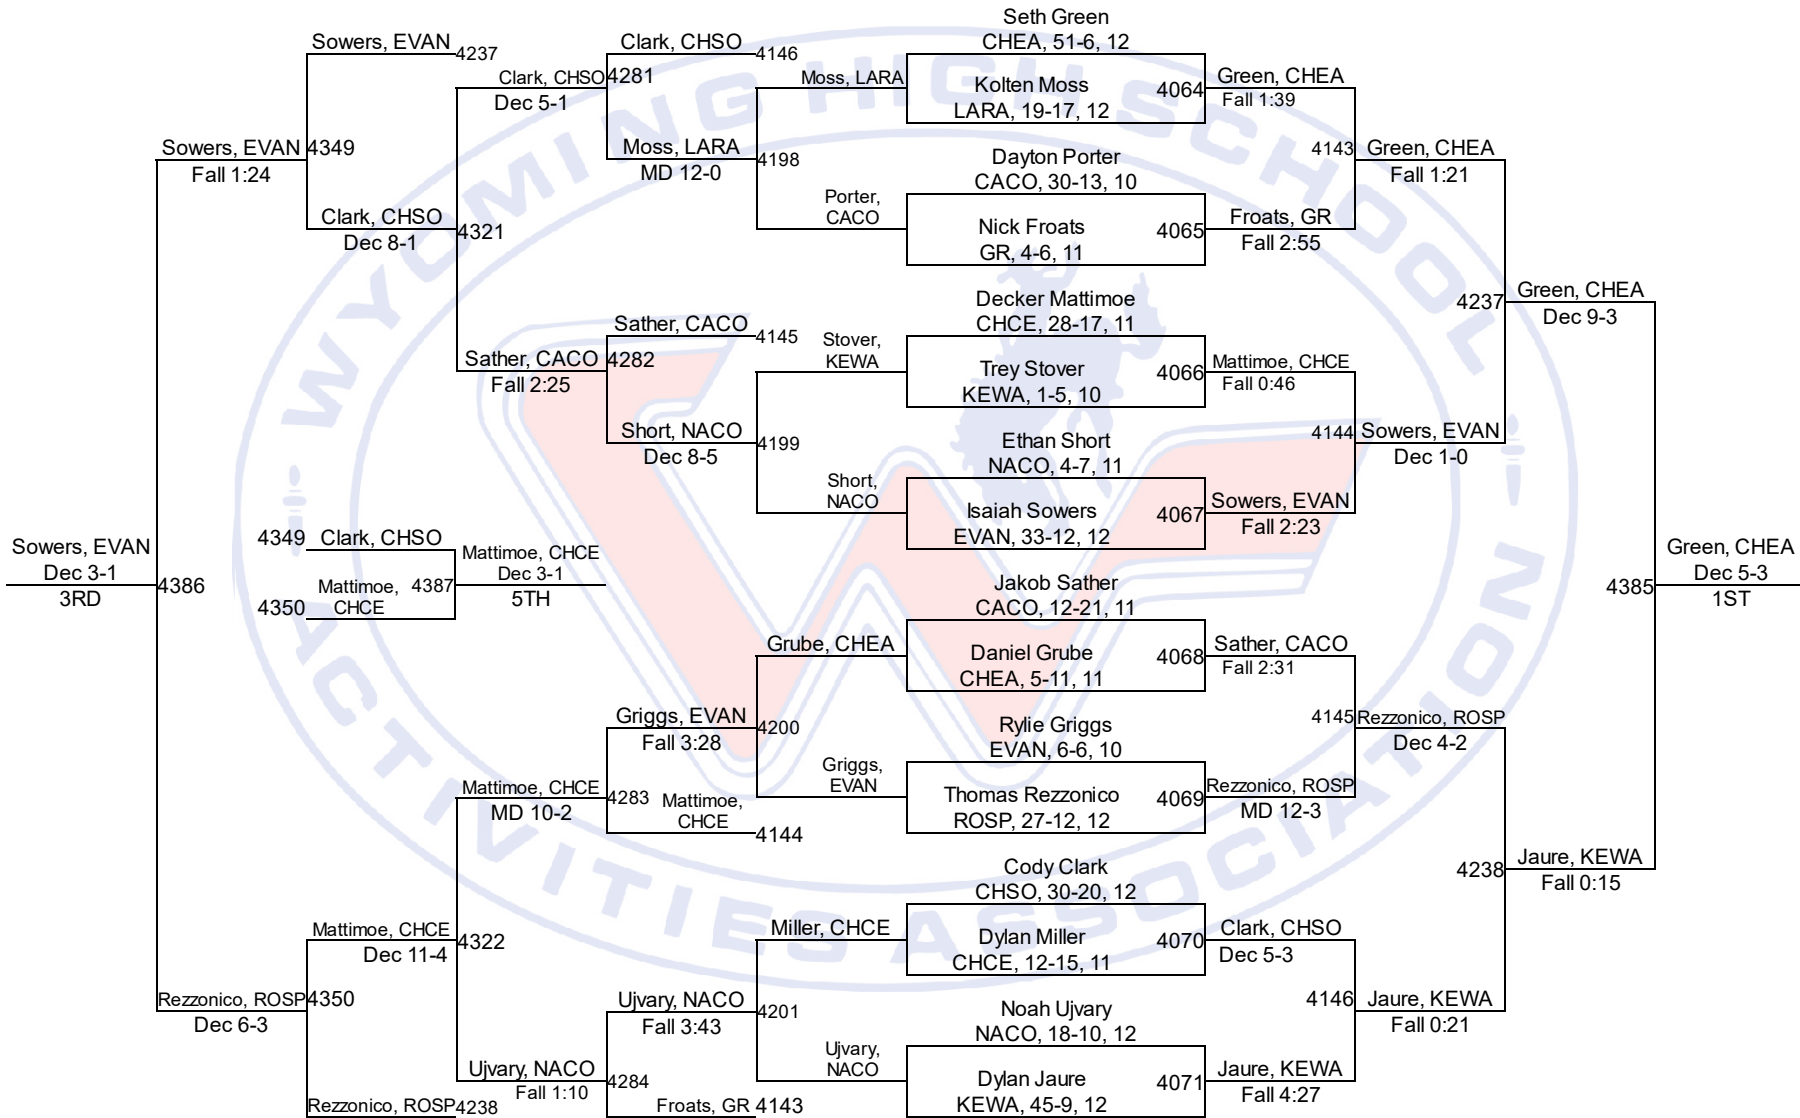 Seth Green
CHEA, 51-6, 12
Sowers, EVAN
4237
Clark, CHSO
4146
Clark, CHSO
4281
Dec 5-1
Moss, LARA
Kolten Moss
LARA, 19-17, 12
4064
Green, CHEA
Fall 1:39
Sowers, EVAN
4349
Fall 1:24
Moss, LARA
4198
MD 12-0
Dayton Porter
CACO, 30-13, 10
4143
Green, CHEA
Fall 1:21
Clark, CHSO
4321
Dec 8-1
Porter,
CACO
Nick Froats
GR, 4-6, 11
4065
Froats, GR
Fall 2:55
Decker Mattimoe
CHCE, 28-17, 11
4237
Green, CHEA
Dec 9-3
Sather, CACO
4145
Sather, CACO
4282
Fall 2:25
Stover,
KEWA
Trey Stover
KEWA, 1-5, 10
4066
Mattimoe, CHCE
Fall 0:46
Short, NACO
4199
Dec 8-5
Ethan Short
NACO, 4-7, 11
4144
Sowers, EVAN
Dec 1-0
Short,
NACO
Isaiah Sowers
EVAN, 33-12, 12
4067
Sowers, EVAN
Fall 2:23
Sowers, EVAN
Dec 3-1
3RD
4386
4349
Clark, CHSO
Mattimoe,
CHCE
4350
4387
Mattimoe, CHCE
Dec 3-1
5TH
Jakob Sather
CACO, 12-21, 11
4385
Green, CHEA
Dec 5-3
1ST
Grube, CHEA
Daniel Grube
CHEA, 5-11, 11
4068
Sather, CACO
Fall 2:31
Griggs, EVAN
4200
Fall 3:28
Rylie Griggs
EVAN, 6-6, 10
4145
Rezzonico, ROSP
Dec 4-2
Mattimoe, CHCE
4283
MD 10-2
Mattimoe,
CHCE
4144
Griggs,
EVAN
Thomas Rezzonico
ROSP, 27-12, 12
4069
Rezzonico, ROSP
MD 12-3
Cody Clark
CHSO, 30-20, 12
4238
Jaure, KEWA
Fall 0:15
Mattimoe, CHCE
4322
Dec 11-4
Miller, CHCE
Dylan Miller
CHCE, 12-15, 11
4070
Clark, CHSO
Dec 5-3
Rezzonico, ROSP
4350
Dec 6-3
Ujvary, NACO
4201
Fall 3:43
Noah Ujvary
NACO, 18-10, 12
4146
Jaure, KEWA
Fall 0:21
Ujvary, NACO
4284
Fall 1:10
Ujvary,
NACO
Dylan Jaure
KEWA, 45-9, 12
4071
Jaure, KEWA
Fall 4:27
Rezzonico, ROSP
4238
Froats, GR
4143
WYOMING HIGH SCHOOL
ACTIVITIES ASSOCIATION